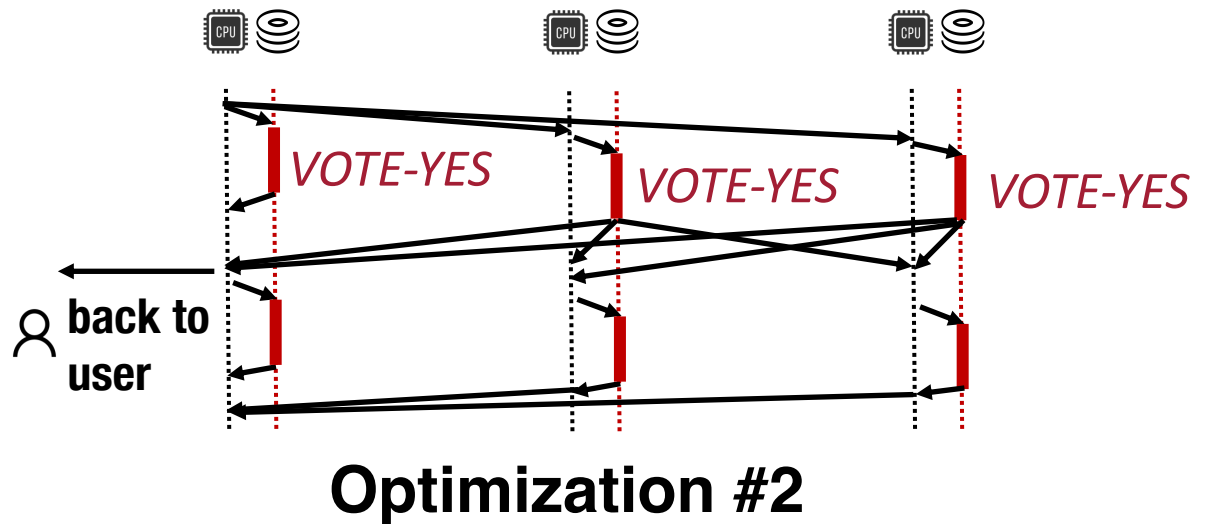 CPU CPU CPU
VOTE-YES VOTE-YES VOTE-YES
back to
user
Optimization #2